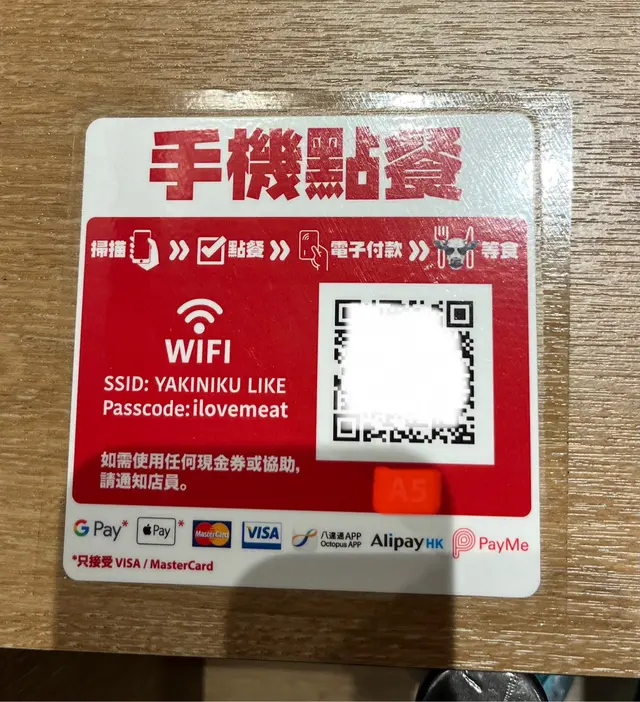 手機點餐
掃描 >> 點餐 >> 電子付款 >> 等食
WIFI
SSID: YAKINIKU LIKE
Passcode: ilovemeat
如需使用任何現金券或協助,
請通知店員。
A5
G Pay* Pay* MasterCard VISA 八達通APP Octopus APP Alipay HK PayMe
*只接受 VISA / MasterCard